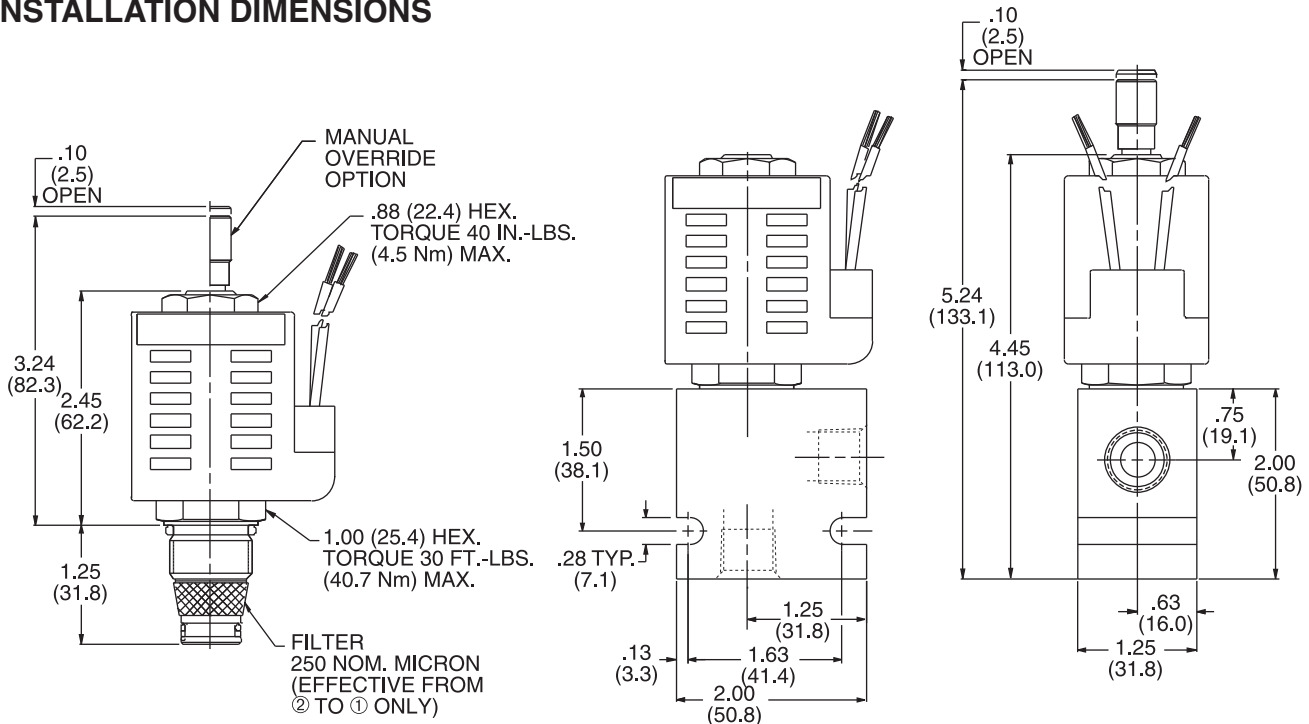 NSTALLATION DIMENSIONS
.10
(2.5)
OPEN
MANUAL
OVERRIDE
OPTION
.88 (22.4) HEX.
TORQUE 40 IN.-LBS.
(4.5 Nm) MAX.
3.24
(82.3)
2.45
(62.2)
1.25
(31.8)
1.00 (25.4) HEX.
TORQUE 30 FT.-LBS.
(40.7 Nm) MAX.
FILTER
250 NOM. MICRON
(EFFECTIVE FROM
② TO ① ONLY)
1.50
(38.1)
.28 TYP.
(7.1)
1.25
(31.8)
.13
(3.3)
1.63
(41.4)
2.00
(50.8)
.10
(2.5)
OPEN
5.24
(133.1)
4.45
(113.0)
.75
(19.1)
2.00
(50.8)
.63
(16.0)
1.25
(31.8)